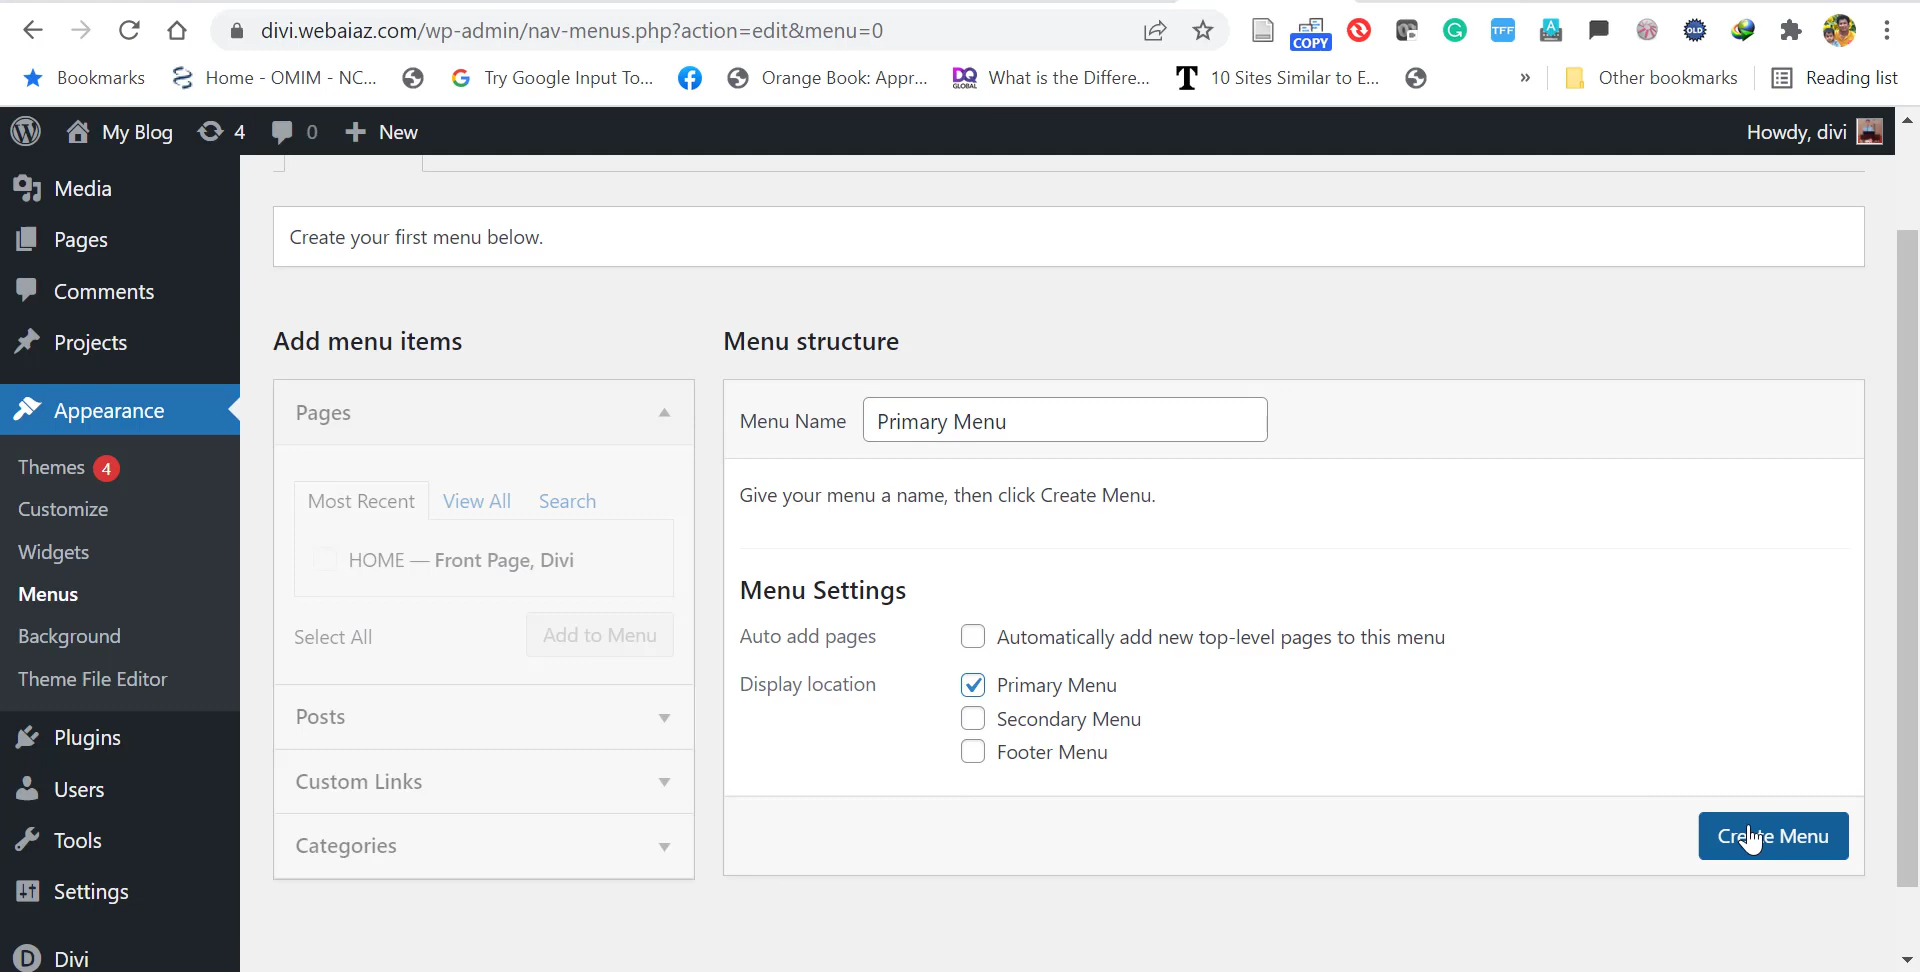 divi.webaiaz.com/wp-admin/nav-menus.php?action=edit&menu=0
COPY
TFF
OLD
Bookmarks
Home - OMIM - NC...
Try Google Input To...
Orange Book: Appr...
DQ GLOBAL
What is the Differe...
10 Sites Similar to E...
»
Other bookmarks
Reading list
My Blog
4
0
New
Howdy, divi
Media
Pages
Comments
Projects
Appearance
Themes 4
Customize
Widgets
Menus
Background
Theme File Editor
Plugins
Users
Tools
Settings
Divi
Create your first menu below.
Add menu items
Pages
Most Recent View All Search
HOME — Front Page, Divi
Select All Add to Menu
Posts
Custom Links
Categories
Menu structure
Menu Name Primary Menu
Give your menu a name, then click Create Menu.
Menu Settings
Auto add pages Automatically add new top-level pages to this menu
Display location Primary Menu
Secondary Menu
Footer Menu
Create Menu